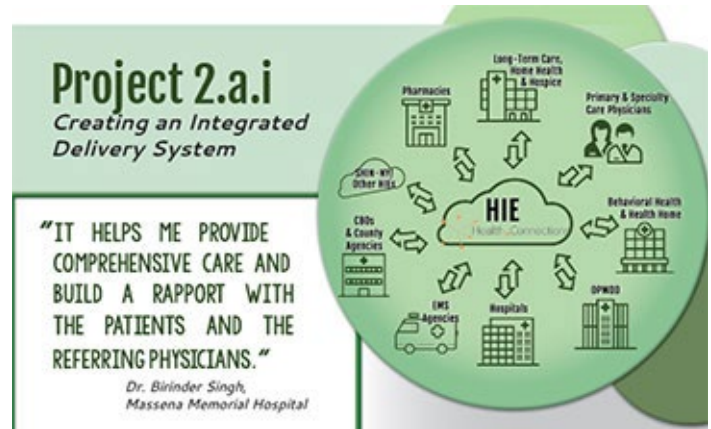 Project 2.a.i
Creating an Integrated
Delivery System
"IT HELPS ME PROVIDE
COMPREHENSIVE CARE AND
BUILD A RAPPORT WITH
THE PATIENTS AND THE
REFERRING PHYSICIANS."
Dr. Birinder Singh,
Massena Memorial Hospital
Long-Term Care,
Home Health
& Hospice
Pharmacies
Primary & Specialty
Care Physicians
SHIN-NY
Other HIEs
HIE
HealtheConnections
Behavioral Health
& Health Home
CBOs
& County
Agencies
EMS
Agencies
Hospitals
OPWDD